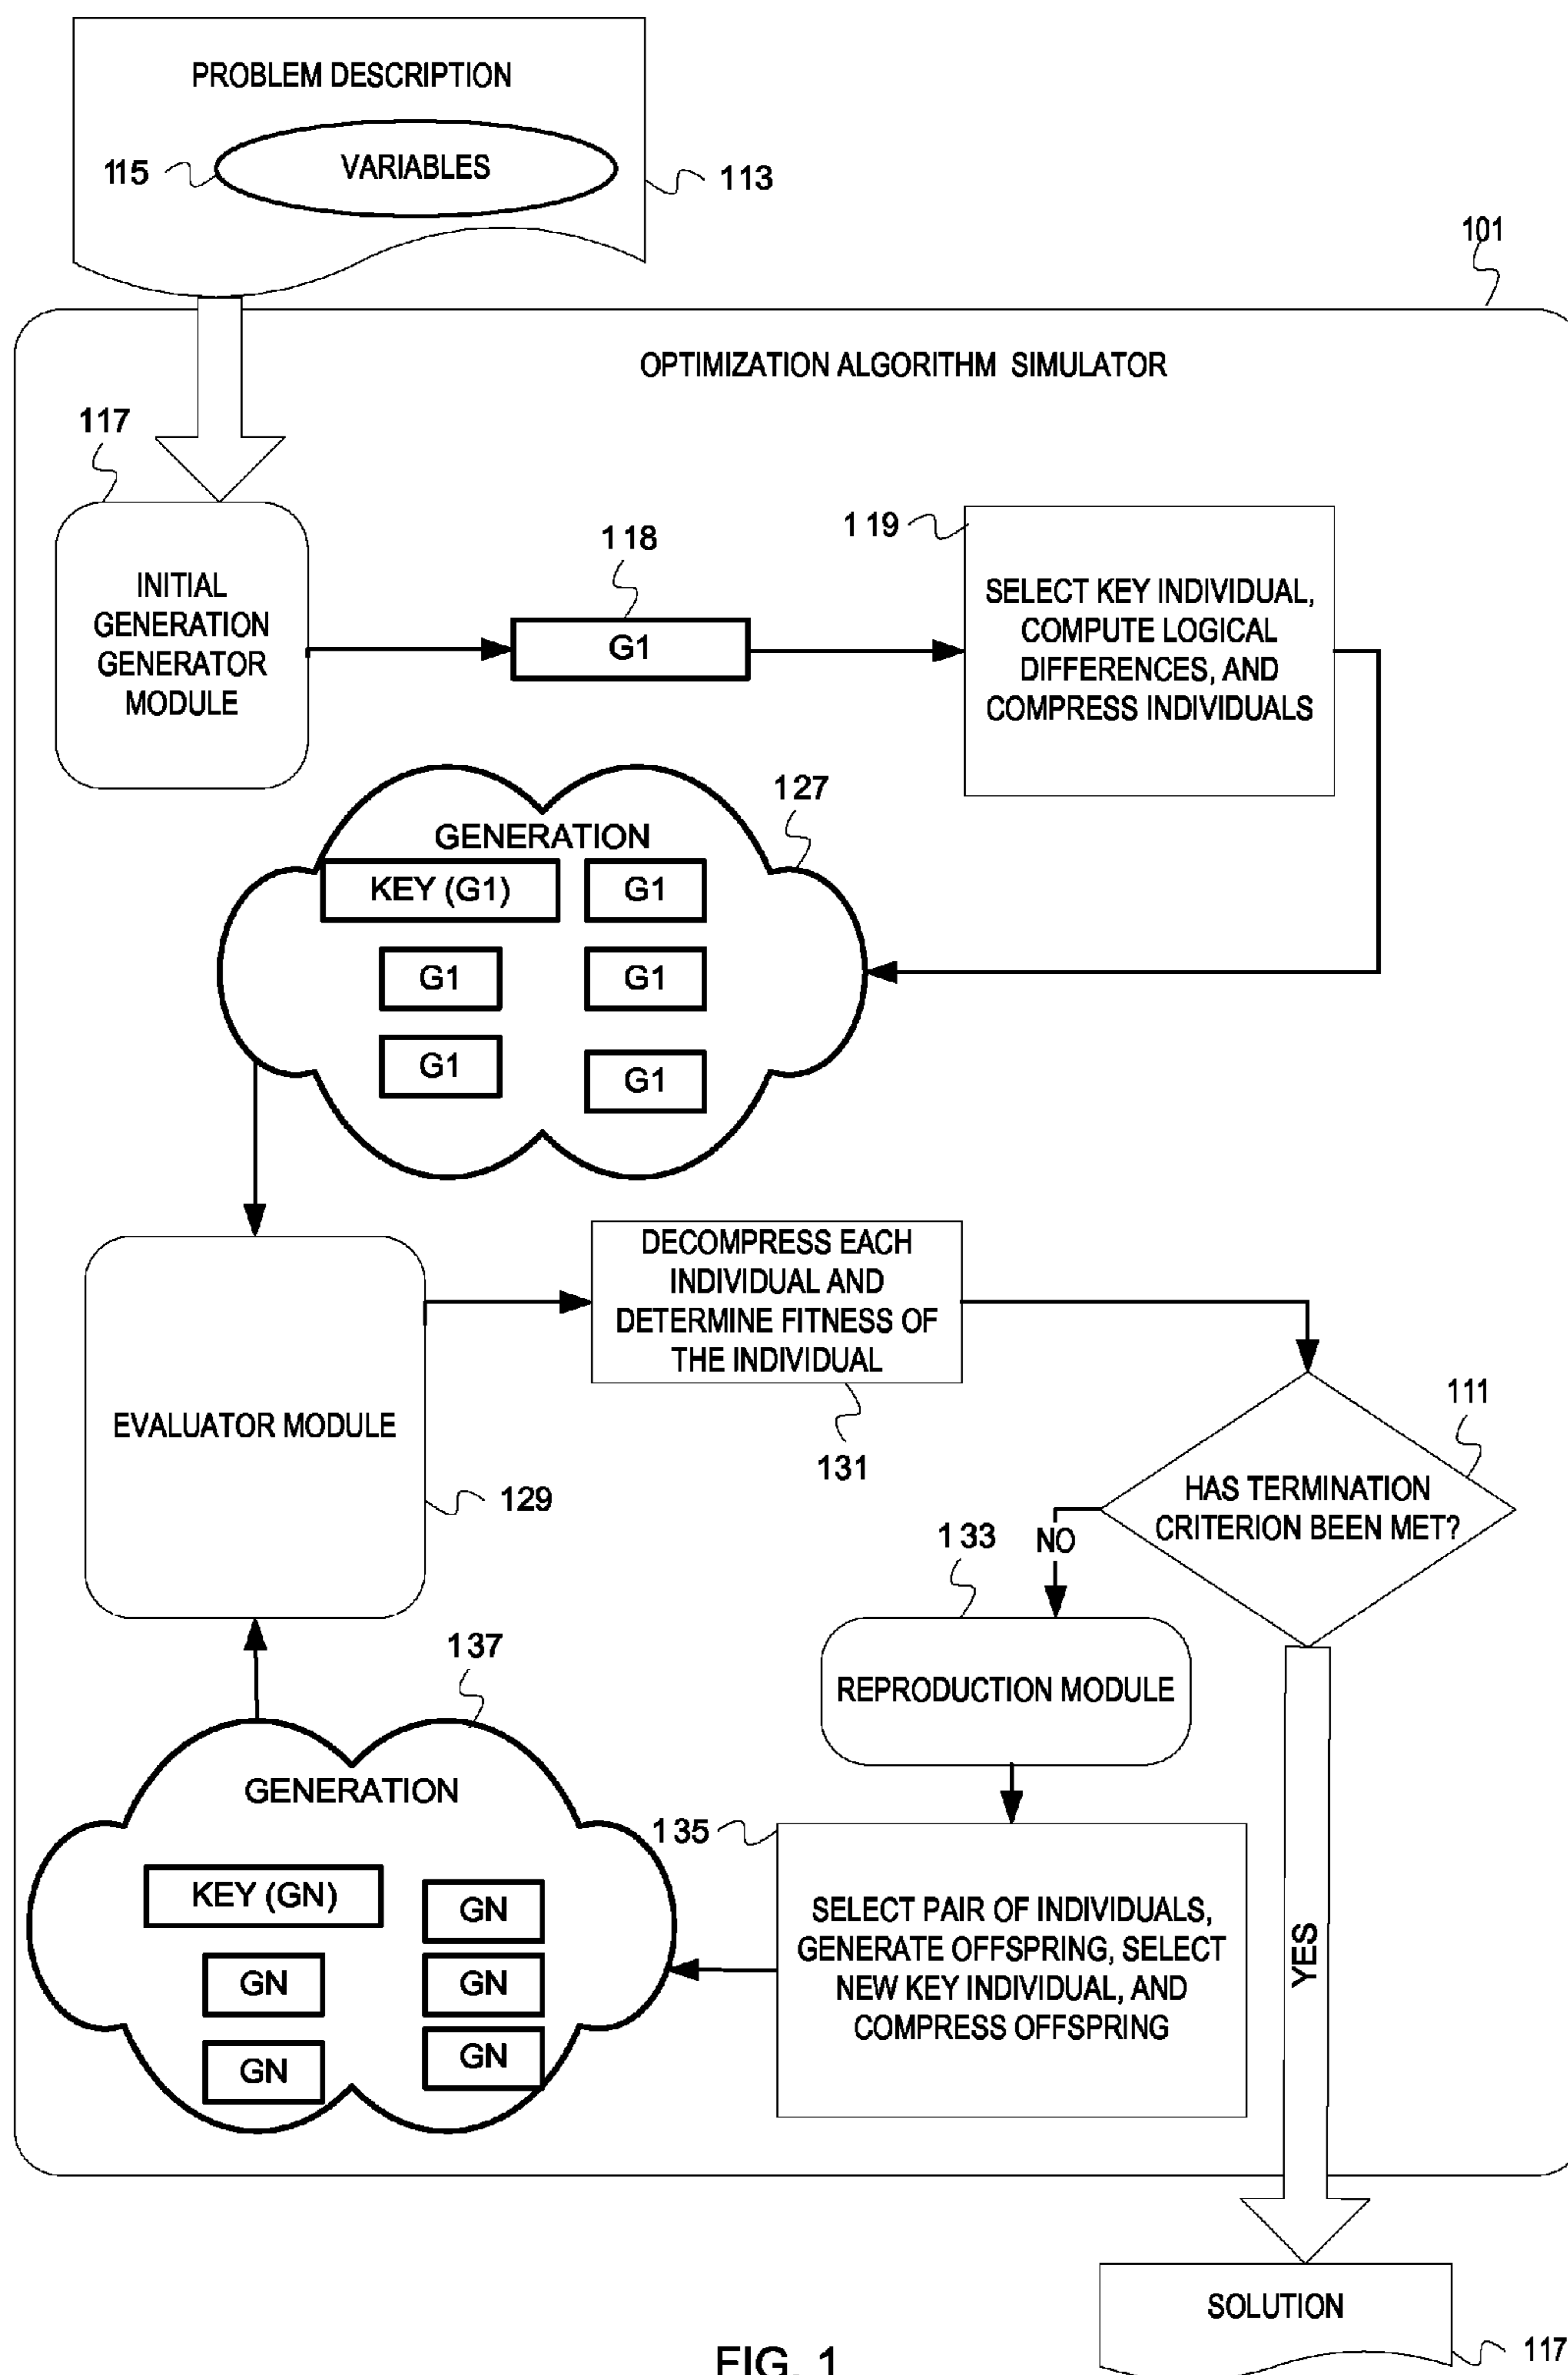 PROBLEM DESCRIPTION
VARIABLES
115
113
101
OPTIMIZATION ALGORITHM SIMULATOR
117
INITIAL
GENERATION
GENERATOR
MODULE
118
G1
119
SELECT KEY INDIVIDUAL,
COMPUTE LOGICAL
DIFFERENCES, AND
COMPRESS INDIVIDUALS
127
GENERATION
KEY (G1)
G1
G1
G1
G1
G1
EVALUATOR MODULE
129
DECOMPRESS EACH
INDIVIDUAL AND
DETERMINE FITNESS OF
THE INDIVIDUAL
131
111
HAS TERMINATION
CRITERION BEEN MET?
NO
133
REPRODUCTION MODULE
135
SELECT PAIR OF INDIVIDUALS,
GENERATE OFFSPRING, SELECT
NEW KEY INDIVIDUAL, AND
COMPRESS OFFSPRING
137
GENERATION
KEY (GN)
GN
GN
GN
GN
GN
YES
SOLUTION
117
FIG. 1